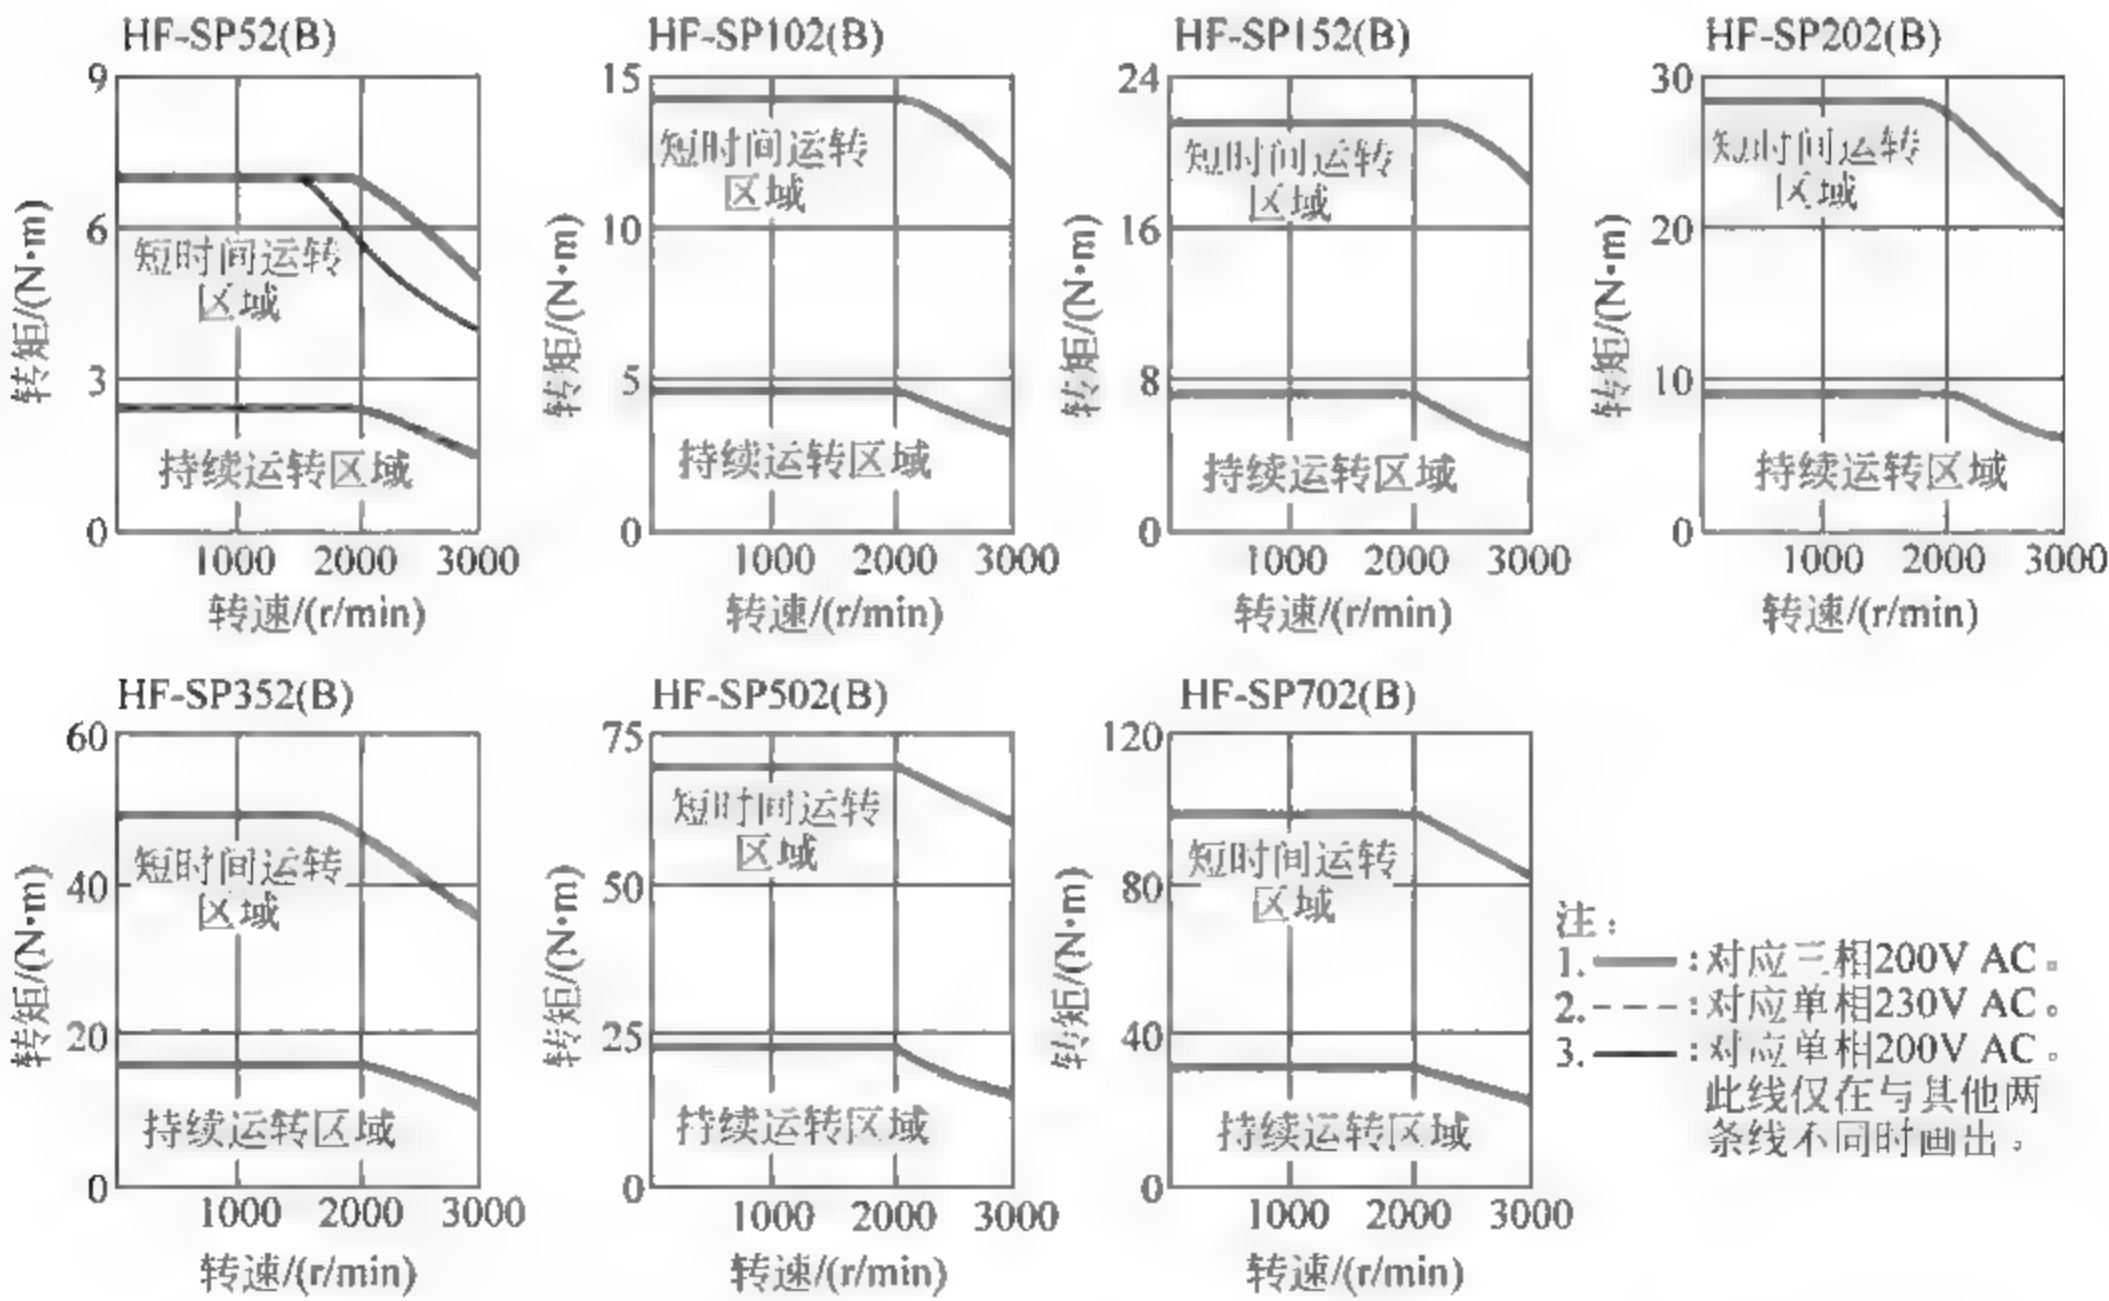 HF-SP52(B)
9
6
3
0
转矩/(N·m)
短时间运转
区域
持续运转区域
1000 2000 3000
转速/(r/min)
HF-SP102(B)
15
10
5
0
转矩/(N·m)
短时间运转
区域
持续运转区域
1000 2000 3000
转速/(r/min)
HF-SP152(B)
24
16
8
0
转矩/(N·m)
短时间运转
区域
持续运转区域
1000 2000 3000
转速/(r/min)
HF-SP202(B)
30
20
10
0
转矩/(N·m)
短时间运转
区域
持续运转区域
1000 2000 3000
转速/(r/min)
HF-SP352(B)
60
40
20
0
转矩/(N·m)
短时间运转
区域
持续运转区域
1000 2000 3000
转速/(r/min)
HF-SP502(B)
75
50
25
0
转矩/(N·m)
短时间运转
区域
持续运转区域
1000 2000 3000
转速/(r/min)
HF-SP702(B)
120
80
40
0
转矩/(N·m)
短时间运转
区域
持续运转区域
1000 2000 3000
转速/(r/min)
注：
1. ——：对应三相200V AC。
2. - - -：对应单相230V AC。
3. ——：对应单相200V AC。
此线仅在与其他两
条线不同时画出。